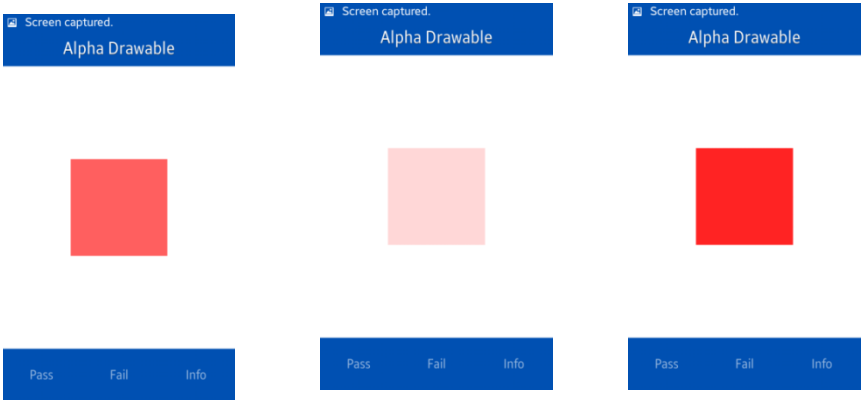 Screen captured.
Alpha Drawable
Pass Fail Info
Screen captured.
Alpha Drawable
Pass Fail Info
Screen captured.
Alpha Drawable
Pass Fail Info